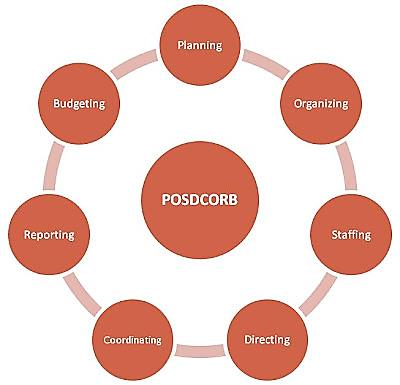 Planning
Organizing
Staffing
Directing
Coordinating
Reporting
Budgeting
POSDCORB